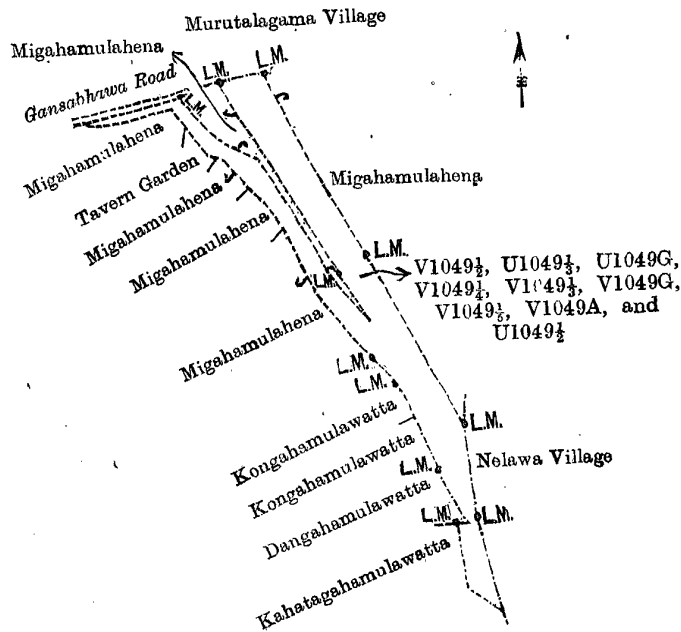 Murutalagama Village
Migahamulahena
L.M.
L.M.
Gansabhawa Road
L.M.
Migahamulahena
Tavern Garden
Migahamulahena
Migahamulahena
Migahamulahena
L.M.
V1049½, U1049⅓, U1049G,
V1049¼, V1049⅓, V1049G,
V1049⅕, V1049A, and
U1049½
L.M.
Migahamulahena
L.M.
L.M.
L.M.
Kongahamulawatta
Nelawa Village
Kongahamulawatta
L.M.
Dangahamulawatta
L.M.
L.M.
Kahatagahamulawatta